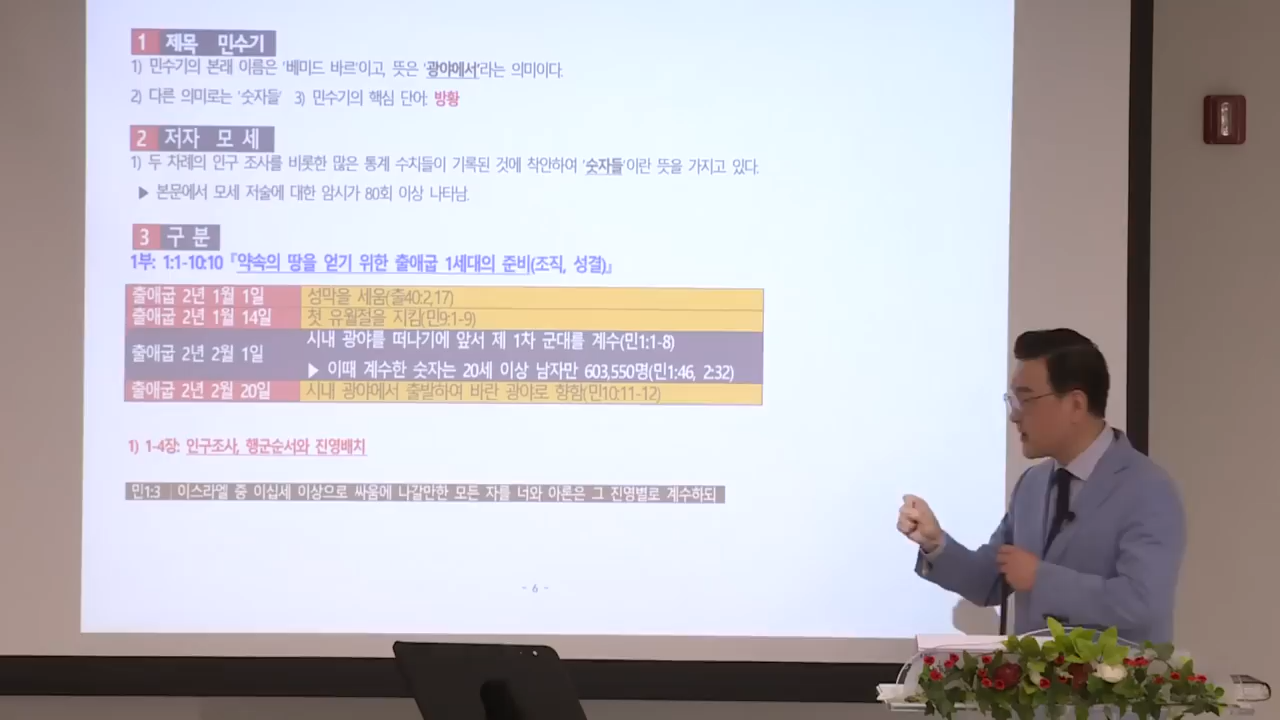 1 제목 민수기
1) 민수기의 본래 이름은 '베미드 바르'이고, 뜻은 '광야에서'라는 의미이다.
2) 다른 의미로는 '숫자들' 3) 민수기의 핵심 단어: 방황
2 저자 모세
1) 두 차례의 인구 조사를 비롯한 많은 통계 수치들이 기록된 것에 착안하여 '숫자들'이란 뜻을 가지고 있다.
▶ 본문에서 모세 저술에 대한 암시가 80회 이상 나타남.
3 구 분
1부: 1:1-10:10 『약속의 땅을 얻기 위한 출애굽 1세대의 준비(조직, 성결)』
출애굽 2년 1월 1일 성막을 세움(출40:2,17)
출애굽 2년 1월 14일 첫 유월절을 지킴(민9:1-9)
출애굽 2년 2월 1일 시내 광야를 떠나기에 앞서 제 1차 군대를 계수(민1:1-8)
▶ 이때 계수한 숫자는 20세 이상 남자만 603,550명(민1:46, 2:32)
출애굽 2년 2월 20일 시내 광야에서 출발하여 바란 광야로 향함(민10:11-12)
1) 1-4장: 인구조사, 행군순서와 진영배치
민1:3 이스라엘 중 이십세 이상으로 싸움에 나갈만한 모든 자를 너와 아론은 그 진영별로 계수하되
- 6 -